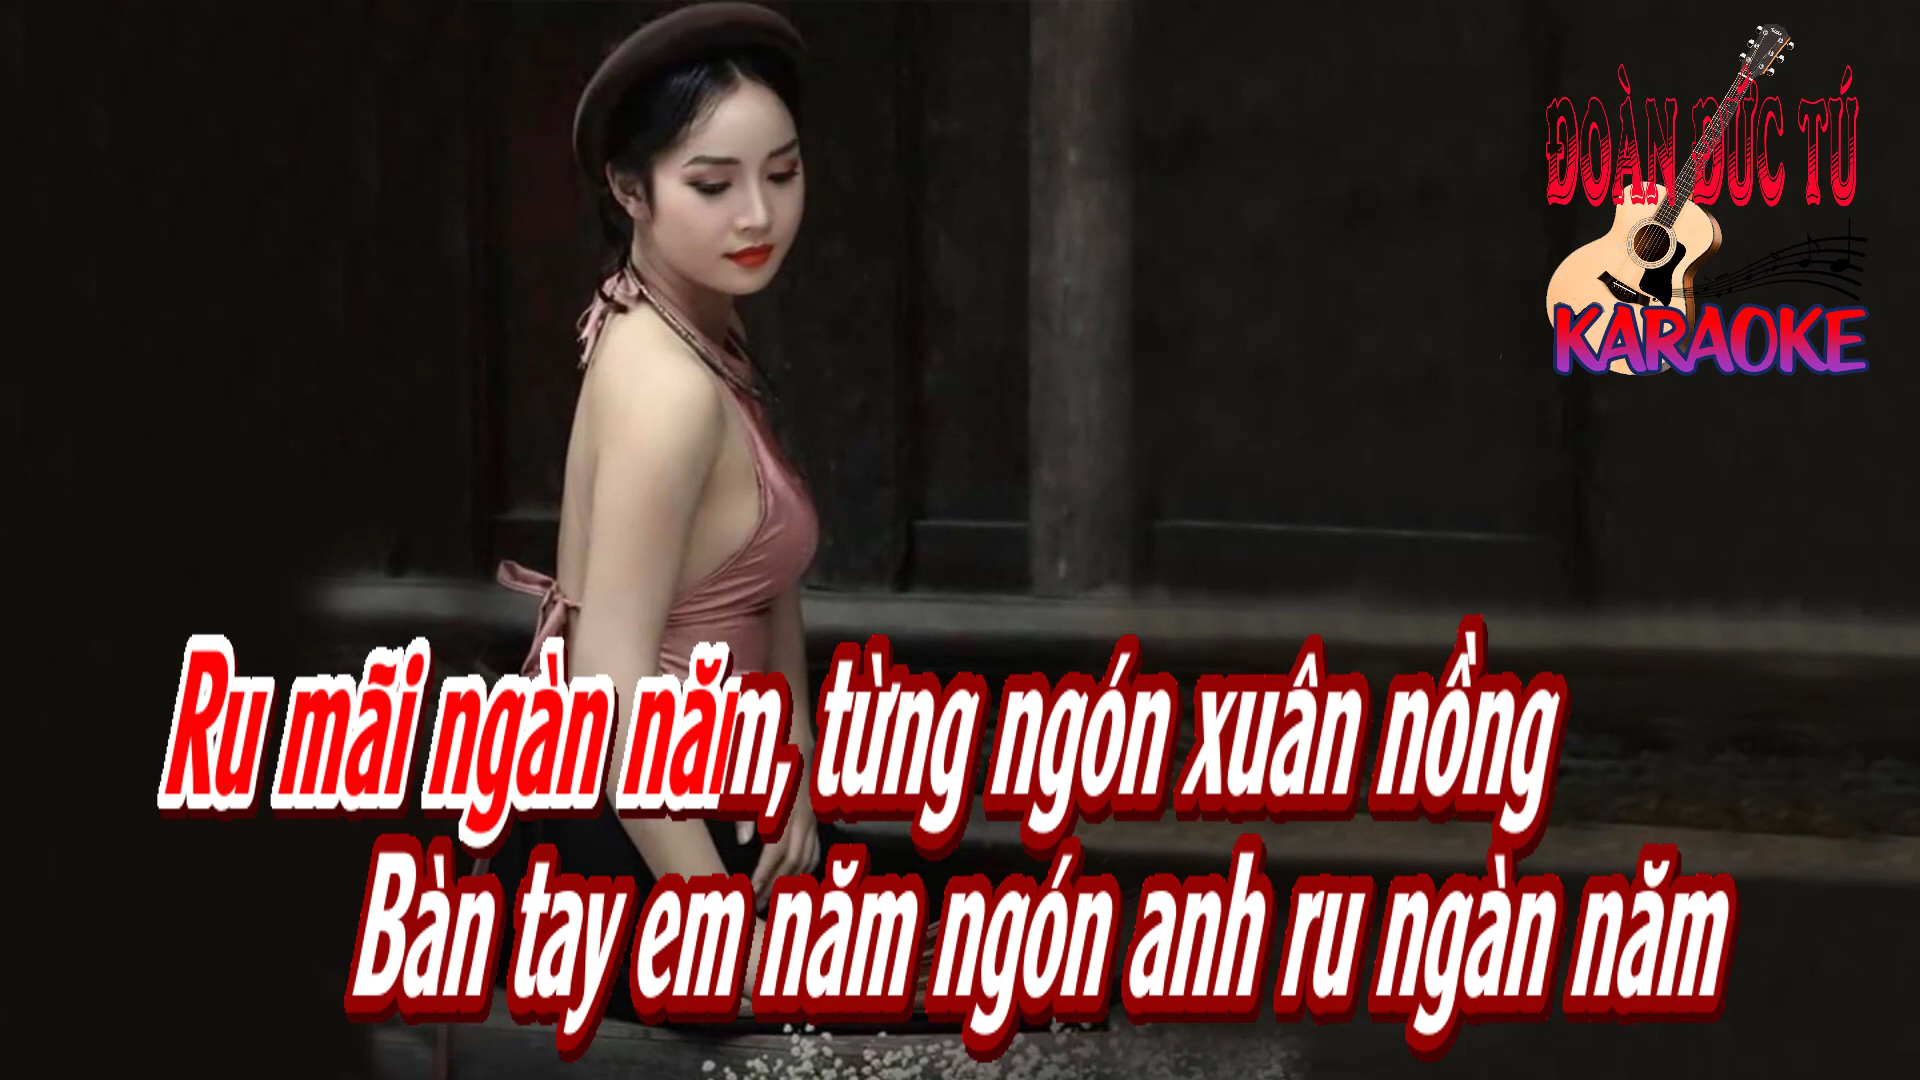 ĐOÀN ĐỨC TÚ
KARAOKE
Ru mãi ngàn năm, từng ngón xuân nồng
Bàn tay em năm ngón anh ru ngàn năm